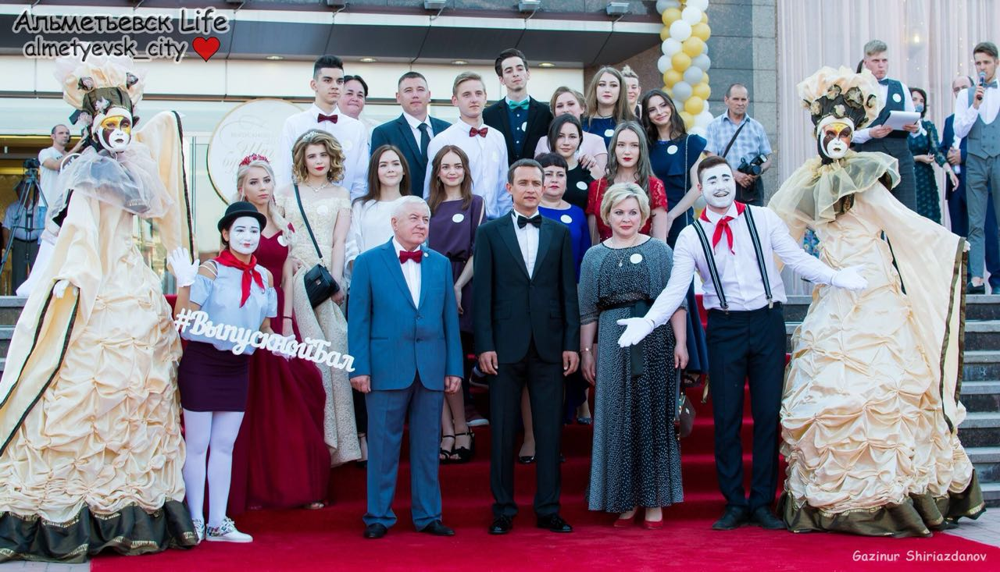 Альметьевск Life
almetyevsk_city
#ВыпускнойБал
Gazinur Shiriazdanov